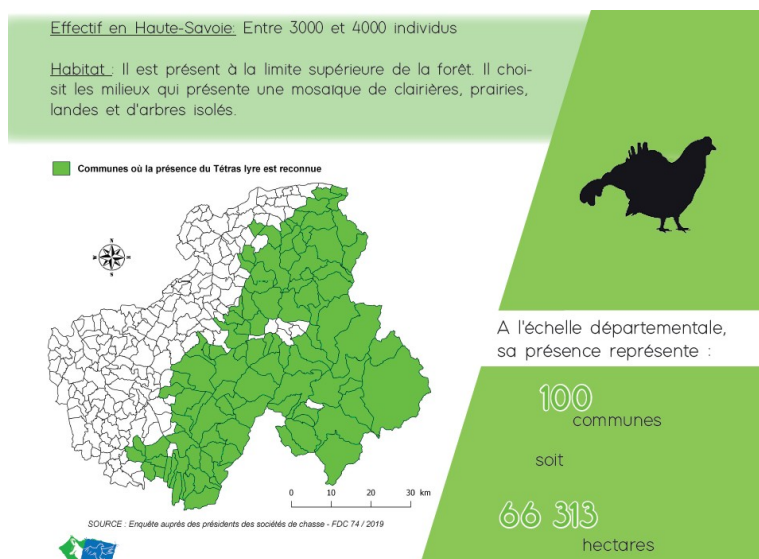 Effectif en Haute-Savoie: Entre 3000 et 4000 individus
Habitat : Il est présent à la limite supérieure de la forêt. Il choi-
sit les milieux qui présente une mosaïque de clairières, prairies,
landes et d'arbres isolés.
Communes où la présence du Tétras lyre est reconnue
N
S
A l'échelle départementale,
sa présence représente :
100
communes
soit
66 313
hectares
0 10 20 30 km
SOURCE : Enquête auprès des présidents des sociétés de chasse - FDC 74 / 2019